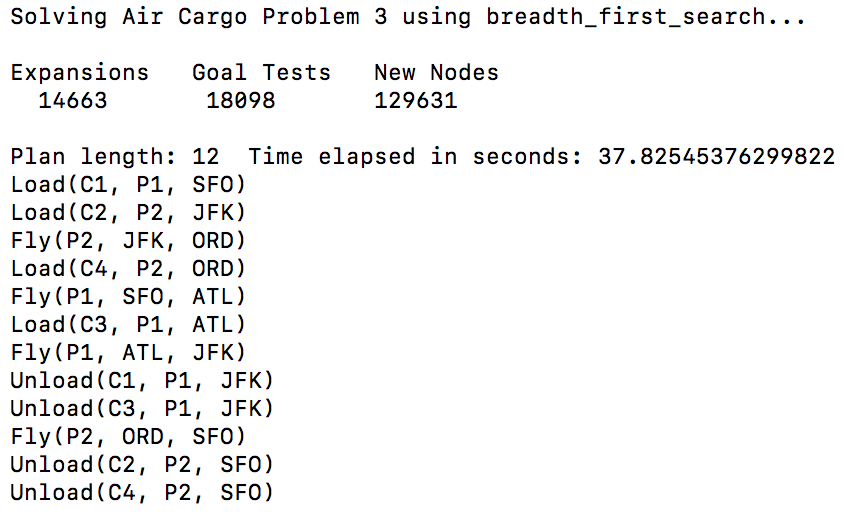 Solving Air Cargo Problem 3 using breadth_first_search...
Expansions   Goal Tests   New Nodes
14663   18098   129631
Plan length: 12  Time elapsed in seconds: 37.82545376299822
Load(C1, P1, SFO)
Load(C2, P2, JFK)
Fly(P2, JFK, ORD)
Load(C4, P2, ORD)
Fly(P1, SFO, ATL)
Load(C3, P1, ATL)
Fly(P1, ATL, JFK)
Unload(C1, P1, JFK)
Unload(C3, P1, JFK)
Fly(P2, ORD, SFO)
Unload(C2, P2, SFO)
Unload(C4, P2, SFO)